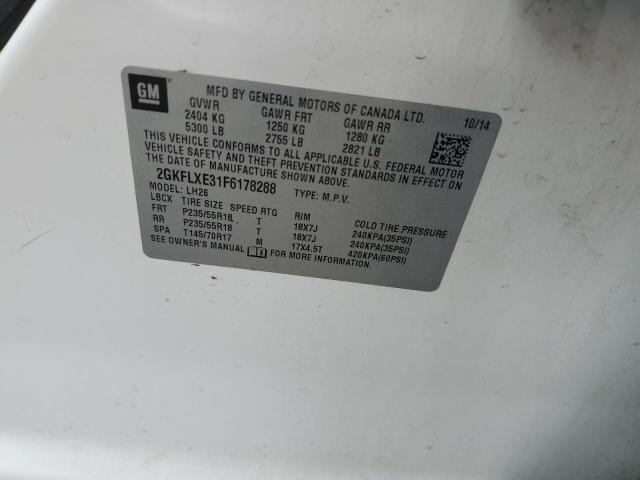 GM
MFD BY GENERAL MOTORS OF CANADA LTD.
GVWR GAWR FRT GAWR RR 10/14
2404 KG 1250 KG 1280 KG
5300 LB 2755 LB 2821 LB
THIS VEHICLE CONFORMS TO ALL APPLICABLE U.S. FEDERAL MOTOR
VEHICLE SAFETY AND THEFT PREVENTION STANDARDS IN EFFECT ON
THE DATE OF MANUFACTURE SHOWN ABOVE.
2GKFLXE31F6178288 TYPE: M.P.V.
MODEL: LH26
LBCX TIRE SIZE SPEED RTG RIM COLD TIRE PRESSURE
FRT P235/55R18 T 18X7J 240KPA(35PSI)
RR P235/55R18 T 18X7J 240KPA(35PSI)
SPA T145/70R17 M 17X4.5T 420KPA(60PSI)
SEE OWNER'S MANUAL FOR MORE INFORMATION.